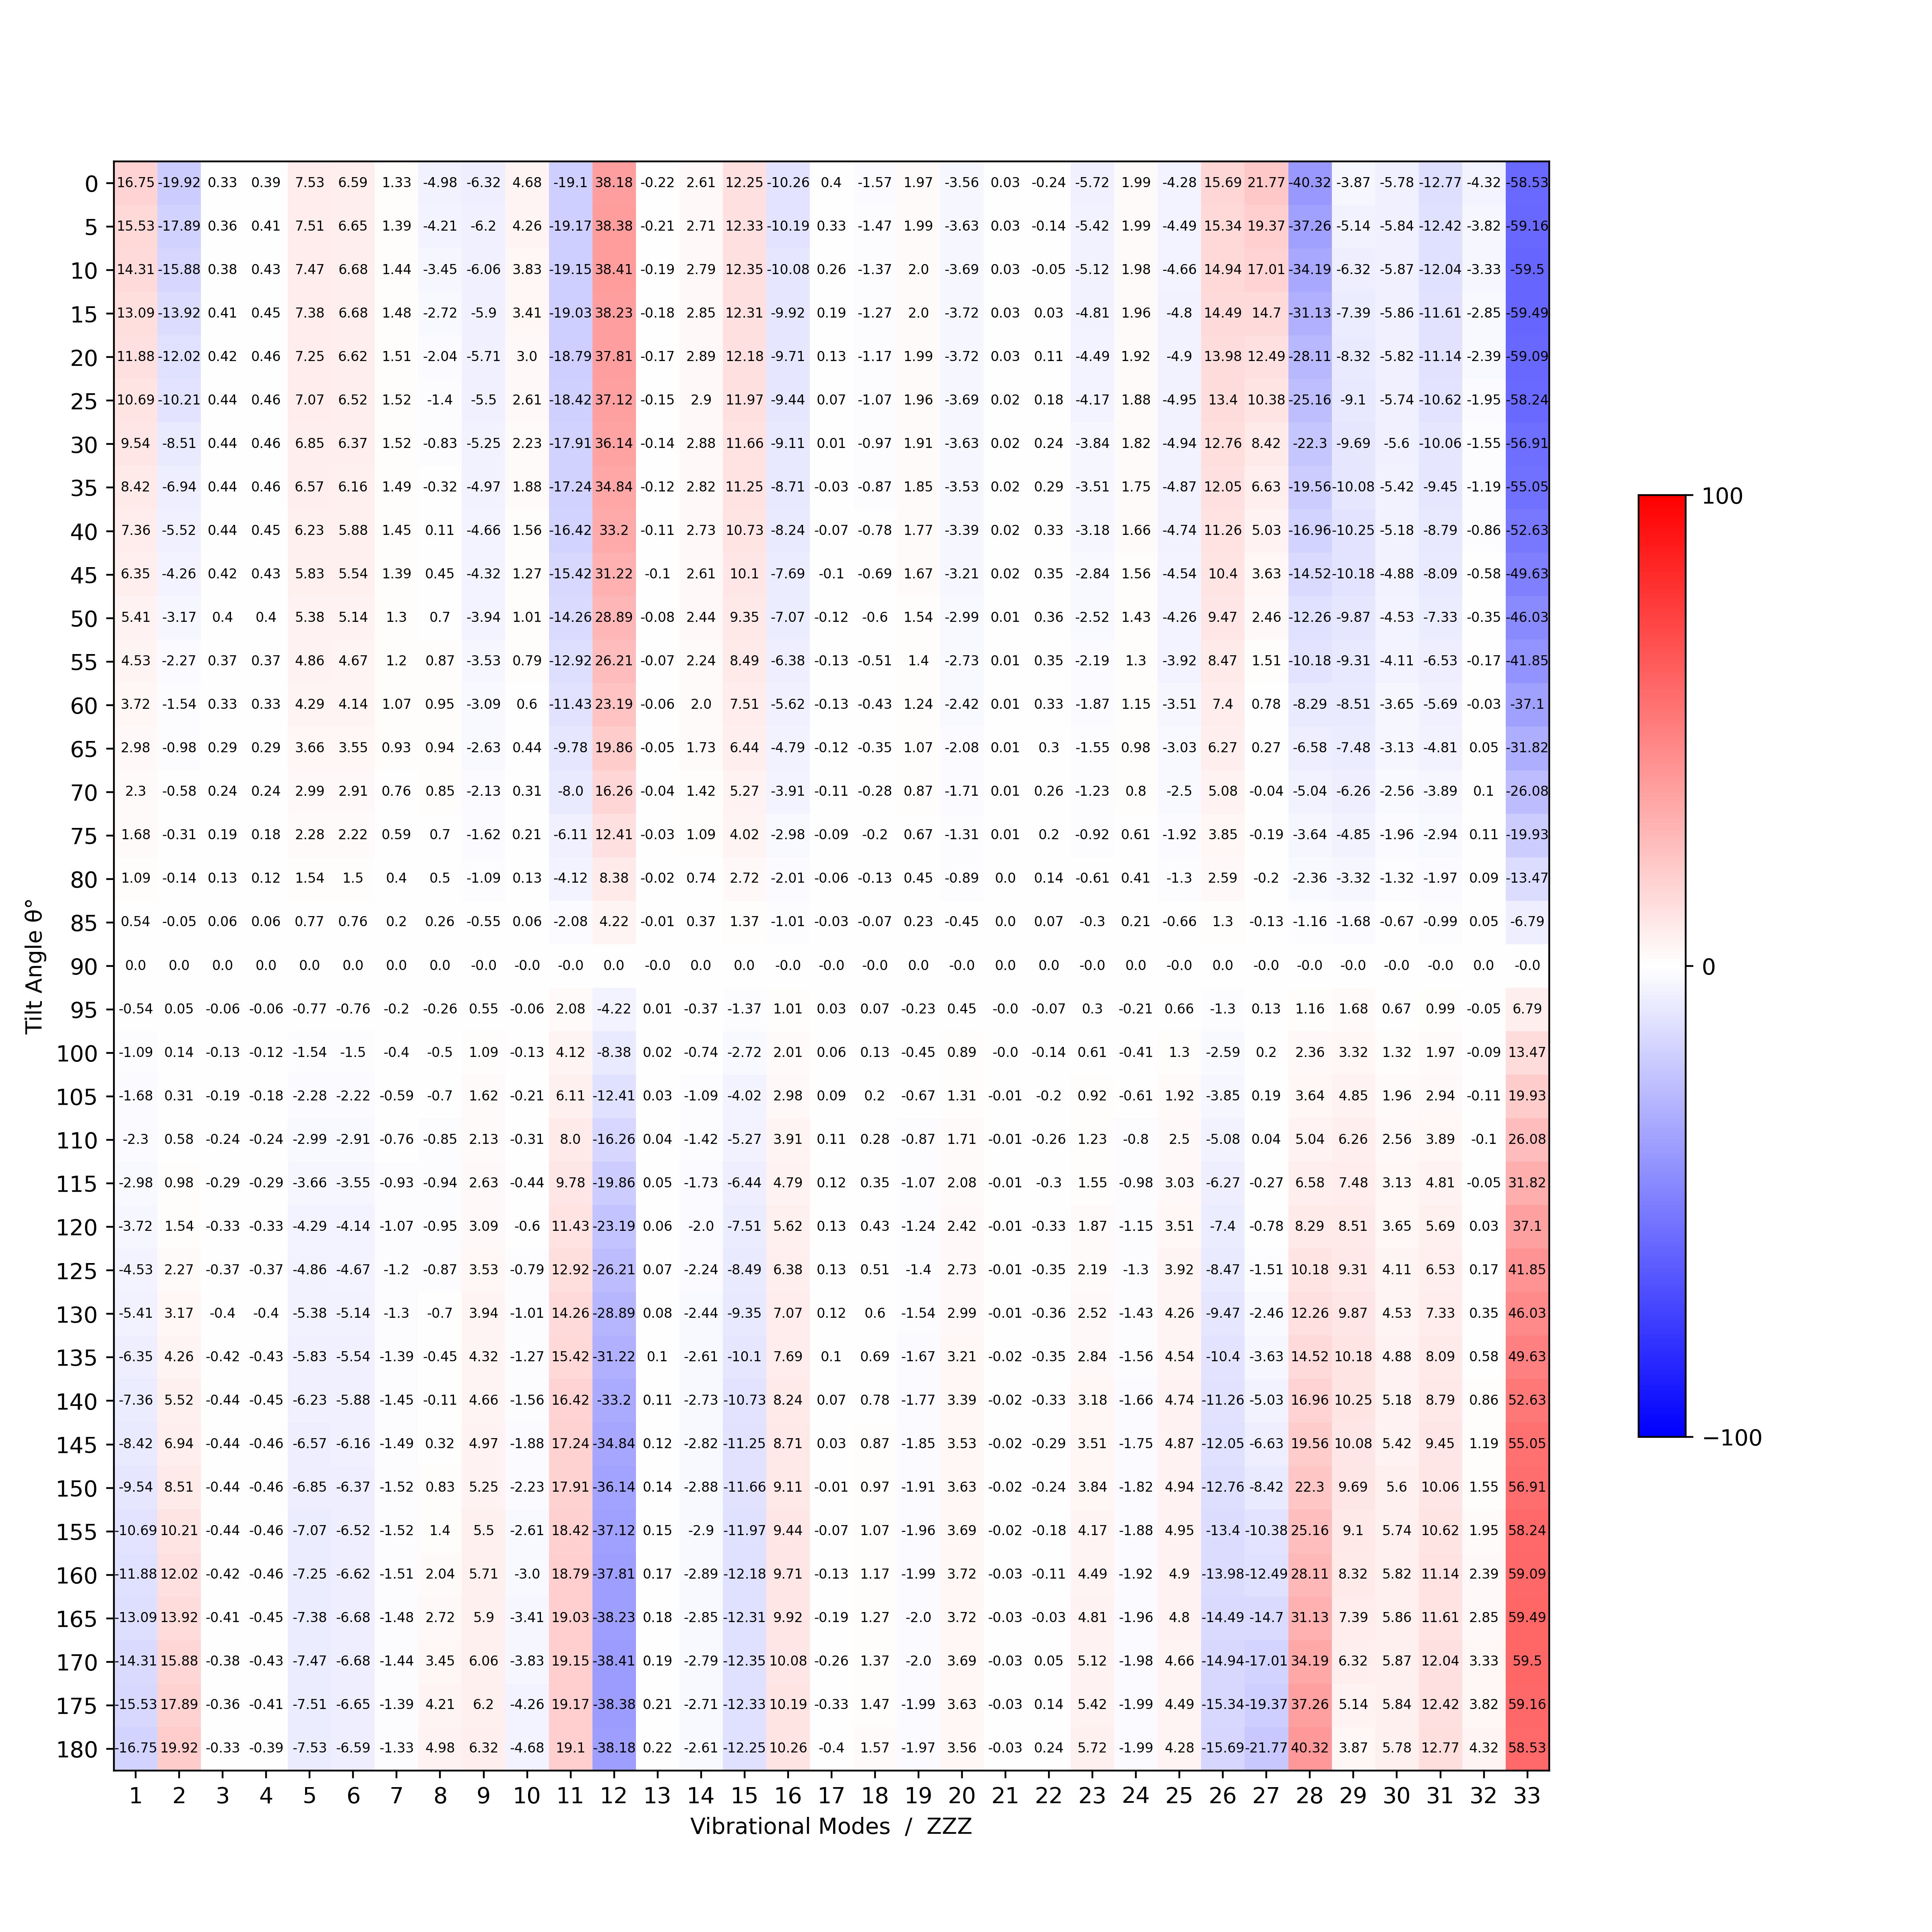 0 16.75 -19.92 0.33 0.39 7.53 6.59 1.33 -4.98 -6.32 4.68 -19.1 38.18 -0.22 2.61 12.25 -10.26 0.4 -1.57 1.97 -3.56 0.03 -0.24 -5.72 1.99 -4.28 15.69 21.77 -40.32 -3.87 -5.78 -12.77 -4.32 -58.53
5 15.53 -17.89 0.36 0.41 7.51 6.65 1.39 -4.21 -6.2 4.26 -19.17 38.38 -0.21 2.71 12.33 -10.19 0.33 -1.47 1.99 -3.63 0.03 -0.14 -5.42 1.99 -4.49 15.34 19.37 -37.26 -5.14 -5.84 -12.42 -3.82 -59.16
10 14.31 -15.88 0.38 0.43 7.47 6.68 1.44 -3.45 -6.06 3.83 -19.15 38.41 -0.19 2.79 12.35 -10.08 0.26 -1.37 2.0 -3.69 0.03 -0.05 -5.12 1.98 -4.66 14.94 17.01 -34.19 -6.32 -5.87 -12.04 -3.33 -59.5
15 13.09 -13.92 0.41 0.45 7.38 6.68 1.48 -2.72 -5.9 3.41 -19.03 38.23 -0.18 2.85 12.31 -9.92 0.19 -1.27 2.0 -3.72 0.03 0.03 -4.81 1.96 -4.8 14.49 14.7 -31.13 -7.39 -5.86 -11.61 -2.85 -59.49
20 11.88 -12.02 0.42 0.46 7.25 6.62 1.51 -2.04 -5.71 3.0 -18.79 37.81 -0.17 2.89 12.18 -9.71 0.13 -1.17 1.99 -3.72 0.03 0.11 -4.49 1.92 -4.9 13.98 12.49 -28.11 -8.32 -5.82 -11.14 -2.39 -59.09
25 10.69 -10.21 0.44 0.46 7.07 6.52 1.52 -1.4 -5.5 2.61 -18.42 37.12 -0.15 2.9 11.97 -9.44 0.07 -1.07 1.96 -3.69 0.02 0.18 -4.17 1.88 -4.95 13.4 10.38 -25.16 -9.1 -5.74 -10.62 -1.95 -58.24
30 9.54 -8.51 0.44 0.46 6.85 6.37 1.52 -0.83 -5.25 2.23 -17.91 36.14 -0.14 2.88 11.66 -9.11 0.01 -0.97 1.91 -3.63 0.02 0.24 -3.84 1.82 -4.94 12.76 8.42 -22.3 -9.69 -5.6 -10.06 -1.55 -56.91
35 8.42 -6.94 0.44 0.46 6.57 6.16 1.49 -0.32 -4.97 1.88 -17.24 34.84 -0.12 2.82 11.25 -8.71 -0.03 -0.87 1.85 -3.53 0.02 0.29 -3.51 1.75 -4.87 12.05 6.63 -19.56 -10.08 -5.42 -9.45 -1.19 -55.05
40 7.36 -5.52 0.44 0.45 6.23 5.88 1.45 0.11 -4.66 1.56 -16.42 33.2 -0.11 2.73 10.73 -8.24 -0.07 -0.78 1.77 -3.39 0.02 0.33 -3.18 1.66 -4.74 11.26 5.03 -16.96 -10.25 -5.18 -8.79 -0.86 -52.63
45 6.35 -4.26 0.42 0.43 5.83 5.54 1.39 0.45 -4.32 1.27 -15.42 31.22 -0.1 2.61 10.1 -7.69 -0.1 -0.69 1.67 -3.21 0.02 0.35 -2.84 1.56 -4.54 10.4 3.63 -14.52 -10.18 -4.88 -8.09 -0.58 -49.63
50 5.41 -3.17 0.4 0.4 5.38 5.14 1.3 0.7 -3.94 1.01 -14.26 28.89 -0.08 2.44 9.35 -7.07 -0.12 -0.6 1.54 -2.99 0.01 0.36 -2.52 1.43 -4.26 9.47 2.46 -12.26 -9.87 -4.53 -7.33 -0.35 -46.03
55 4.53 -2.27 0.37 0.37 4.86 4.67 1.2 0.87 -3.53 0.79 -12.92 26.21 -0.07 2.24 8.49 -6.38 -0.13 -0.51 1.4 -2.73 0.01 0.35 -2.19 1.3 -3.92 8.47 1.51 -10.18 -9.31 -4.11 -6.53 -0.17 -41.85
60 3.72 -1.54 0.33 0.33 4.29 4.14 1.07 0.95 -3.09 0.6 -11.43 23.19 -0.06 2.0 7.51 -5.62 -0.13 -0.43 1.24 -2.42 0.01 0.33 -1.87 1.15 -3.51 7.4 0.78 -8.29 -8.51 -3.65 -5.69 -0.03 -37.1
65 2.98 -0.98 0.29 0.29 3.66 3.55 0.93 0.94 -2.63 0.44 -9.78 19.86 -0.05 1.73 6.44 -4.79 -0.12 -0.35 1.07 -2.08 0.01 0.3 -1.55 0.98 -3.03 6.27 0.27 -6.58 -7.48 -3.13 -4.81 0.05 -31.82
70 2.3 -0.58 0.24 0.24 2.99 2.91 0.76 0.85 -2.13 0.31 -8.0 16.26 -0.04 1.42 5.27 -3.91 -0.11 -0.28 0.87 -1.71 0.01 0.26 -1.23 0.8 -2.5 5.08 -0.04 -5.04 -6.26 -2.56 -3.89 0.1 -26.08
75 1.68 -0.31 0.19 0.18 2.28 2.22 0.59 0.7 -1.62 0.21 -6.11 12.41 -0.03 1.09 4.02 -2.98 -0.09 -0.2 0.67 -1.31 0.01 0.2 -0.92 0.61 -1.92 3.85 -0.19 -3.64 -4.85 -1.96 -2.94 0.11 -19.93
80 1.09 -0.14 0.13 0.12 1.54 1.5 0.4 0.5 -1.09 0.13 -4.12 8.38 -0.02 0.74 2.72 -2.01 -0.06 -0.13 0.45 -0.89 0.0 0.14 -0.61 0.41 -1.3 2.59 -0.2 -2.36 -3.32 -1.32 -1.97 0.09 -13.47
85 0.54 -0.05 0.06 0.06 0.77 0.76 0.2 0.26 -0.55 0.06 -2.08 4.22 -0.01 0.37 1.37 -1.01 -0.03 -0.07 0.23 -0.45 0.0 0.07 -0.3 0.21 -0.66 1.3 -0.13 -1.16 -1.68 -0.67 -0.99 0.05 -6.79
90 0.0 0.0 0.0 0.0 0.0 0.0 0.0 0.0 -0.0 -0.0 -0.0 0.0 -0.0 0.0 0.0 -0.0 -0.0 -0.0 0.0 -0.0 0.0 0.0 -0.0 0.0 -0.0 0.0 -0.0 -0.0 -0.0 -0.0 -0.0 0.0 -0.0
95 -0.54 0.05 -0.06 -0.06 -0.77 -0.76 -0.2 -0.26 0.55 -0.06 2.08 -4.22 0.01 -0.37 -1.37 1.01 0.03 0.07 -0.23 0.45 -0.0 -0.07 0.3 -0.21 0.66 -1.3 0.13 1.16 1.68 0.67 0.99 -0.05 6.79
100 -1.09 0.14 -0.13 -0.12 -1.54 -1.5 -0.4 -0.5 1.09 -0.13 4.12 -8.38 0.02 -0.74 -2.72 2.01 0.06 0.13 -0.45 0.89 -0.0 -0.14 0.61 -0.41 1.3 -2.59 0.2 2.36 3.32 1.32 1.97 -0.09 13.47
105 -1.68 0.31 -0.19 -0.18 -2.28 -2.22 -0.59 -0.7 1.62 -0.21 6.11 -12.41 0.03 -1.09 -4.02 2.98 0.09 0.2 -0.67 1.31 -0.01 -0.2 0.92 -0.61 1.92 -3.85 0.19 3.64 4.85 1.96 2.94 -0.11 19.93
110 -2.3 0.58 -0.24 -0.24 -2.99 -2.91 -0.76 -0.85 2.13 -0.31 8.0 -16.26 0.04 -1.42 -5.27 3.91 0.11 0.28 -0.87 1.71 -0.01 -0.26 1.23 -0.8 2.5 -5.08 0.04 5.04 6.26 2.56 3.89 -0.1 26.08
115 -2.98 0.98 -0.29 -0.29 -3.66 -3.55 -0.93 -0.94 2.63 -0.44 9.78 -19.86 0.05 -1.73 -6.44 4.79 0.12 0.35 -1.07 2.08 -0.01 -0.3 1.55 -0.98 3.03 -6.27 -0.27 6.58 7.48 3.13 4.81 -0.05 31.82
120 -3.72 1.54 -0.33 -0.33 -4.29 -4.14 -1.07 -0.95 3.09 -0.6 11.43 -23.19 0.06 -2.0 -7.51 5.62 0.13 0.43 -1.24 2.42 -0.01 -0.33 1.87 -1.15 3.51 -7.4 -0.78 8.29 8.51 3.65 5.69 0.03 37.1
125 -4.53 2.27 -0.37 -0.37 -4.86 -4.67 -1.2 -0.87 3.53 -0.79 12.92 -26.21 0.07 -2.24 -8.49 6.38 0.13 0.51 -1.4 2.73 -0.01 -0.35 2.19 -1.3 3.92 -8.47 -1.51 10.18 9.31 4.11 6.53 0.17 41.85
130 -5.41 3.17 -0.4 -0.4 -5.38 -5.14 -1.3 -0.7 3.94 -1.01 14.26 -28.89 0.08 -2.44 -9.35 7.07 0.12 0.6 -1.54 2.99 -0.01 -0.36 2.52 -1.43 4.26 -9.47 -2.46 12.26 9.87 4.53 7.33 0.35 46.03
135 -6.35 4.26 -0.42 -0.43 -5.83 -5.54 -1.39 -0.45 4.32 -1.27 15.42 -31.22 0.1 -2.61 -10.1 7.69 0.1 0.69 -1.67 3.21 -0.02 -0.35 2.84 -1.56 4.54 -10.4 -3.63 14.52 10.18 4.88 8.09 0.58 49.63
140 -7.36 5.52 -0.44 -0.45 -6.23 -5.88 -1.45 -0.11 4.66 -1.56 16.42 -33.2 0.11 -2.73 -10.73 8.24 0.07 0.78 -1.77 3.39 -0.02 -0.33 3.18 -1.66 4.74 -11.26 -5.03 16.96 10.25 5.18 8.79 0.86 52.63
145 -8.42 6.94 -0.44 -0.46 -6.57 -6.16 -1.49 0.32 4.97 -1.88 17.24 -34.84 0.12 -2.82 -11.25 8.71 0.03 0.87 -1.85 3.53 -0.02 -0.29 3.51 -1.75 4.87 -12.05 -6.63 19.56 10.08 5.42 9.45 1.19 55.05
150 -9.54 8.51 -0.44 -0.46 -6.85 -6.37 -1.52 0.83 5.25 -2.23 17.91 -36.14 0.14 -2.88 -11.66 9.11 -0.01 0.97 -1.91 3.63 -0.02 -0.24 3.84 -1.82 4.94 -12.76 -8.42 22.3 9.69 5.6 10.06 1.55 56.91
155 -10.69 10.21 -0.44 -0.46 -7.07 -6.52 -1.52 1.4 5.5 -2.61 18.42 -37.12 0.15 -2.9 -11.97 9.44 -0.07 1.07 -1.96 3.69 -0.02 -0.18 4.17 -1.88 4.95 -13.4 -10.38 25.16 9.1 5.74 10.62 1.95 58.24
160 -11.88 12.02 -0.42 -0.46 -7.25 -6.62 -1.51 2.04 5.71 -3.0 18.79 -37.81 0.17 -2.89 -12.18 9.71 -0.13 1.17 -1.99 3.72 -0.03 -0.11 4.49 -1.92 4.9 -13.98 -12.49 28.11 8.32 5.82 11.14 2.39 59.09
165 -13.09 13.92 -0.41 -0.45 -7.38 -6.68 -1.48 2.72 5.9 -3.41 19.03 -38.23 0.18 -2.85 -12.31 9.92 -0.19 1.27 -2.0 3.72 -0.03 -0.03 4.81 -1.96 4.8 -14.49 -14.7 31.13 7.39 5.86 11.61 2.85 59.49
170 -14.31 15.88 -0.38 -0.43 -7.47 -6.68 -1.44 3.45 6.06 -3.83 19.15 -38.41 0.19 -2.79 -12.35 10.08 -0.26 1.37 -2.0 3.69 -0.03 0.05 5.12 -1.98 4.66 -14.94 -17.01 34.19 6.32 5.87 12.04 3.33 59.5
175 -15.53 17.89 -0.36 -0.41 -7.51 -6.65 -1.39 4.21 6.2 -4.26 19.17 -38.38 0.21 -2.71 -12.33 10.19 -0.33 1.47 -1.99 3.63 -0.03 0.14 5.42 -1.99 4.49 -15.34 -19.37 37.26 5.14 5.84 12.42 3.82 59.16
180 -16.75 19.92 -0.33 -0.39 -7.53 -6.59 -1.33 4.98 6.32 -4.68 19.1 -38.18 0.22 -2.61 -12.25 10.26 -0.4 1.57 -1.97 3.56 -0.03 0.24 5.72 -1.99 4.28 -15.69 -21.77 40.32 3.87 5.78 12.77 4.32 58.53
1 2 3 4 5 6 7 8 9 10 11 12 13 14 15 16 17 18 19 20 21 22 23 24 25 26 27 28 29 30 31 32 33
Vibrational Modes / ZZZ
Tilt Angle θ°
100
0
−100